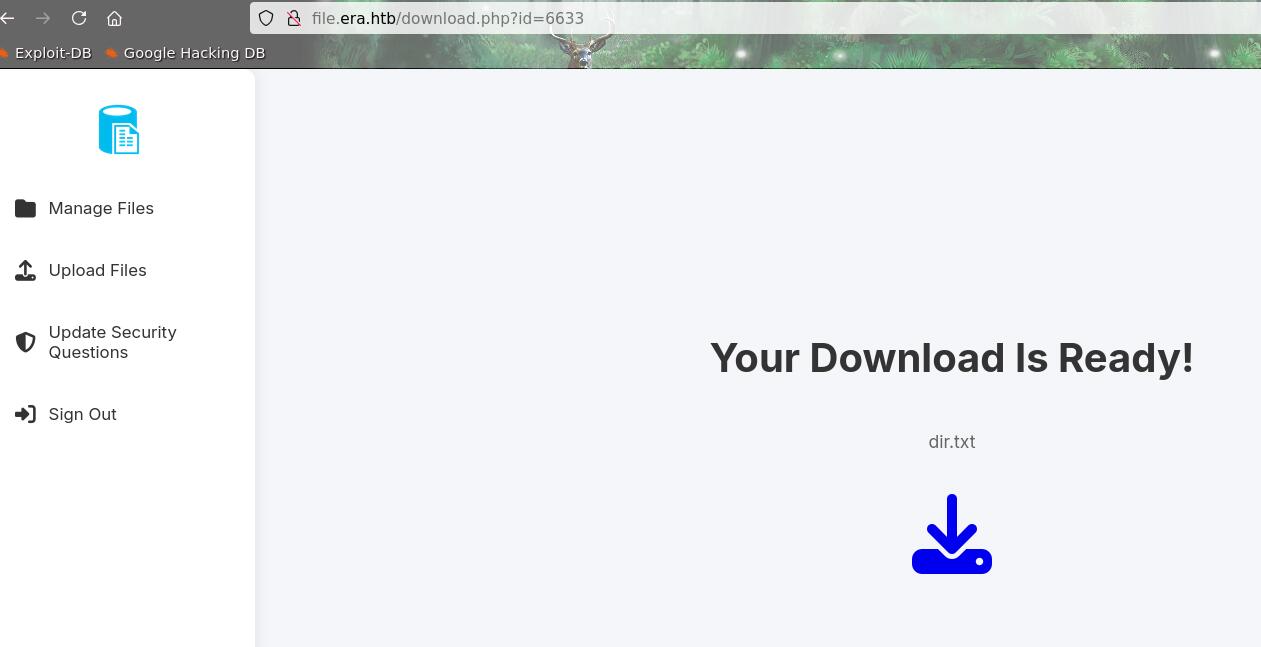 file.era.htb/download.php?id=6633
Exploit-DB Google Hacking DB
Manage Files
Upload Files
Update Security
Questions
Sign Out
Your Download Is Ready!
dir.txt